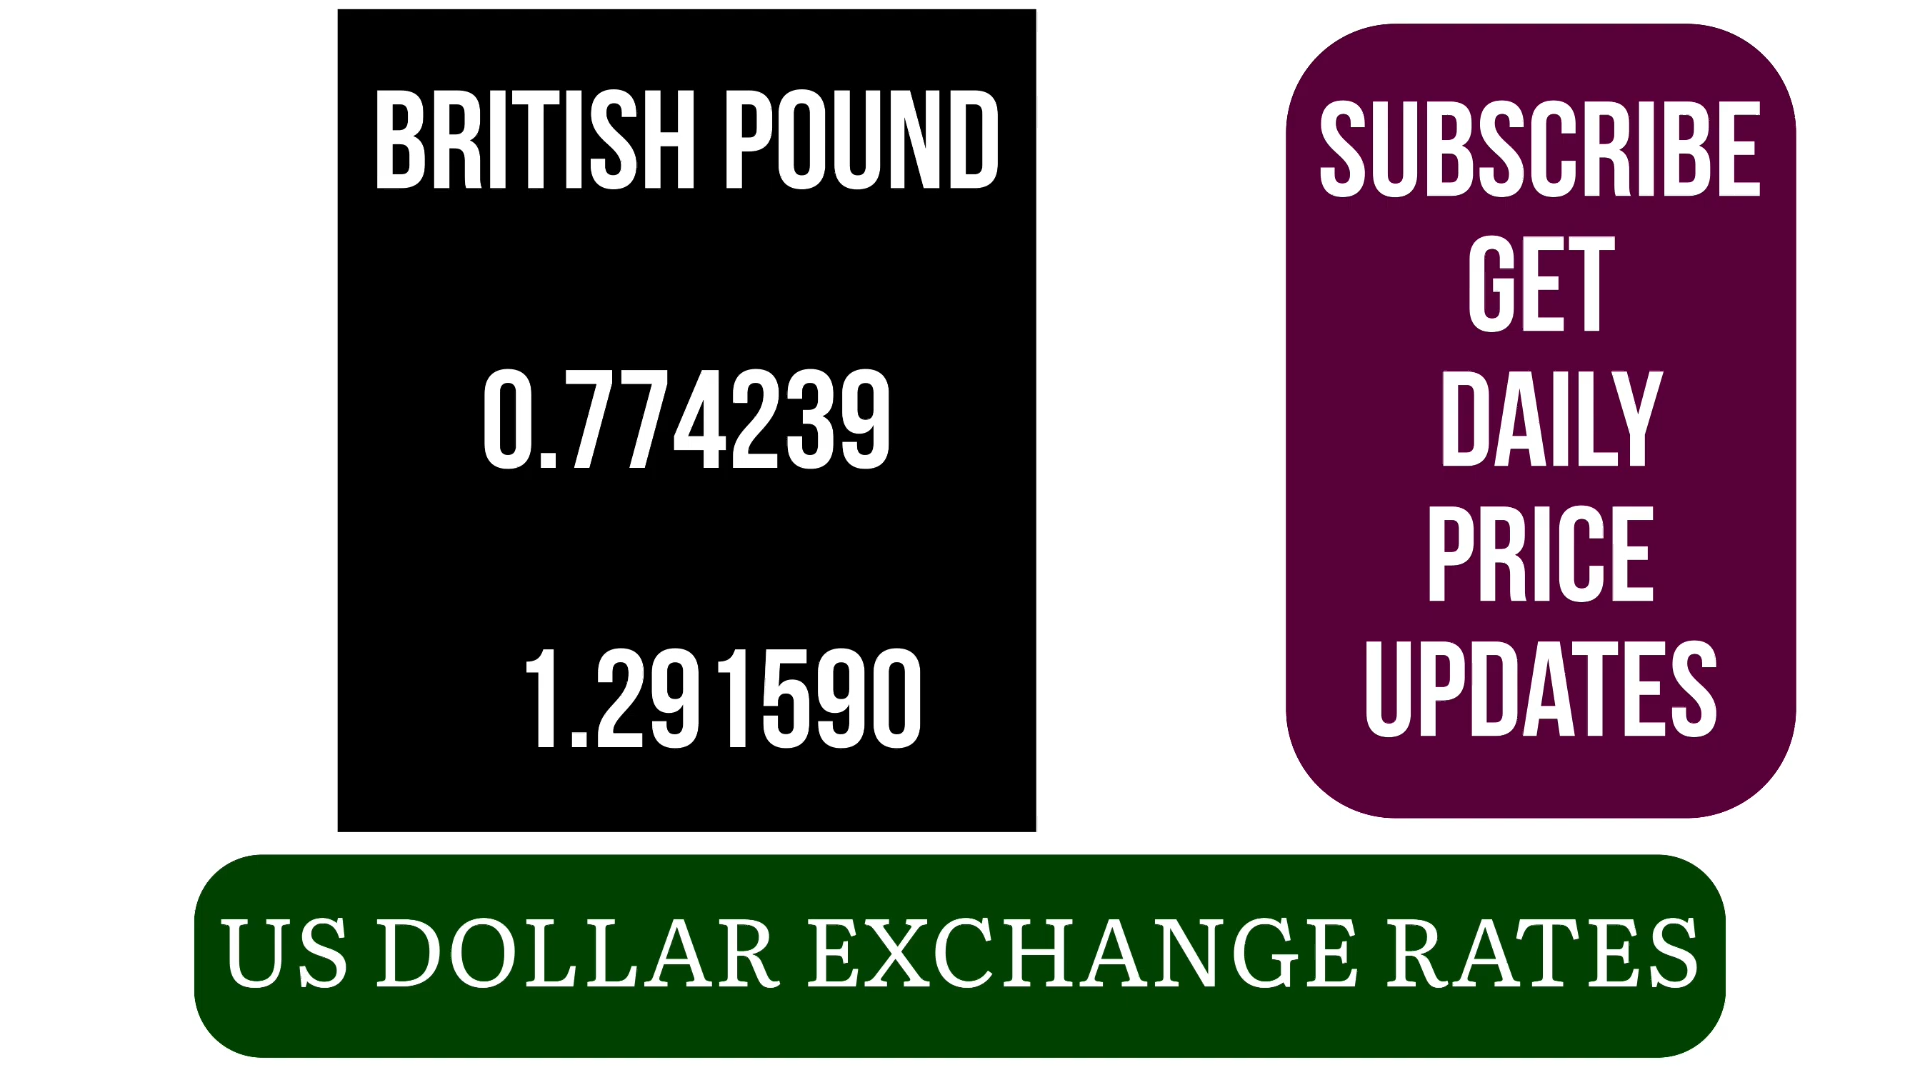 BRITISH POUND
0.774239
1.291590
SUBSCRIBE
GET
DAILY
PRICE
UPDATES
US DOLLAR EXCHANGE RATES